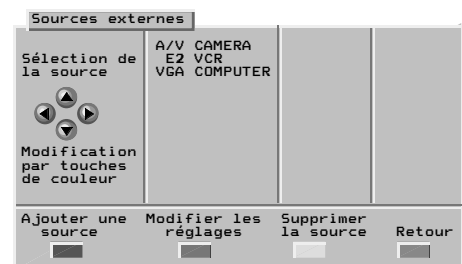 Sources externes
Sélection de
la source
Modification
par touches
de couleur
A/V CAMERA
E2 VCR
VGA COMPUTER
Ajouter une
source
Modifier les
réglages
Supprimer
la source
Retour